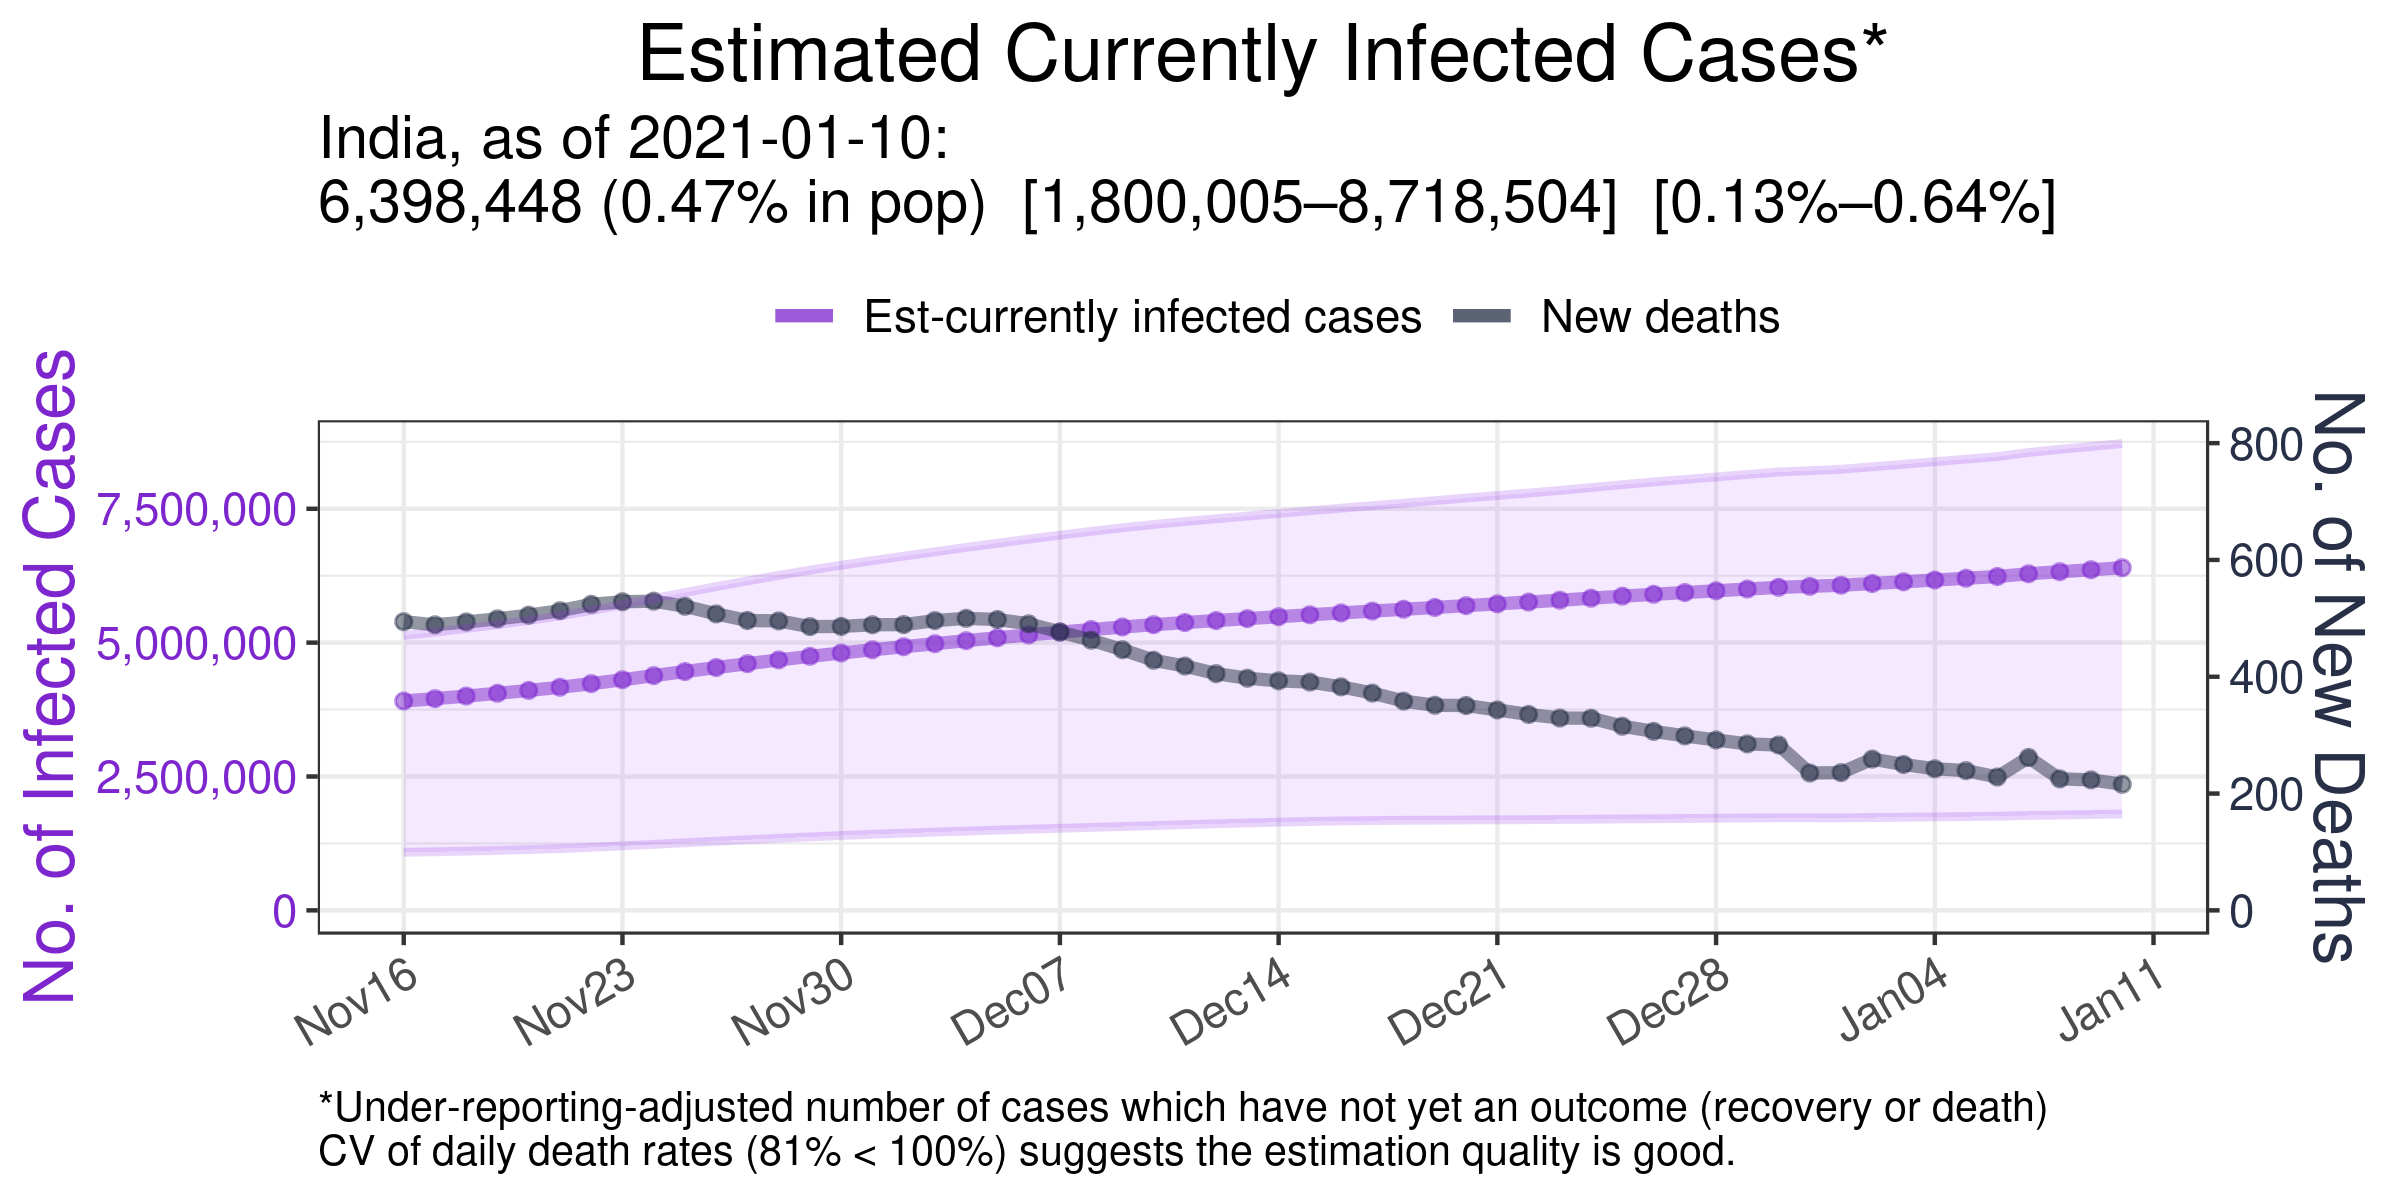 Estimated Currently Infected Cases*
India, as of 2021-01-10:
6,398,448 (0.47% in pop)  [1,800,005–8,718,504]  [0.13%–0.64%]
Est-currently infected cases
New deaths
No. of Infected Cases
7,500,000
5,000,000
2,500,000
0
800
600
400
200
0
No. of New Deaths
Nov16
Nov23
Nov30
Dec07
Dec14
Dec21
Dec28
Jan04
Jan11
*Under-reporting-adjusted number of cases which have not yet an outcome (recovery or death)
CV of daily death rates (81% < 100%) suggests the estimation quality is good.